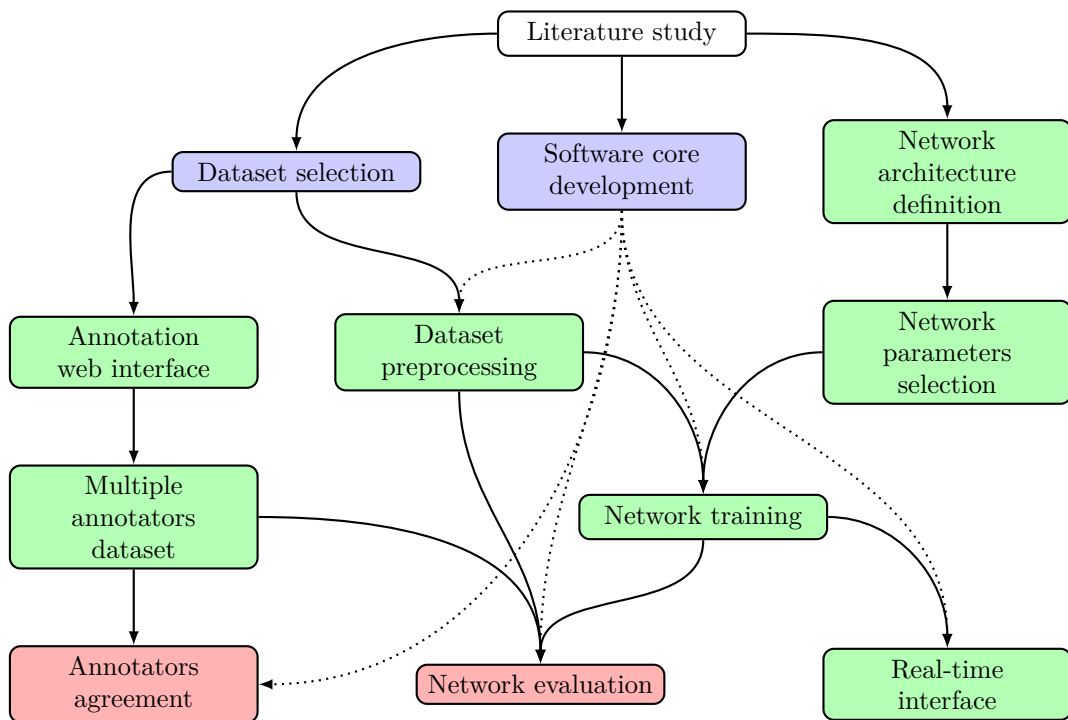 Literature study
Dataset selection
Software core
development
Network
architecture
definition
Annotation
web interface
Dataset
preprocessing
Network
parameters
selection
Multiple
annotators
dataset
Network training
Annotators
agreement
Network evaluation
Real-time
interface